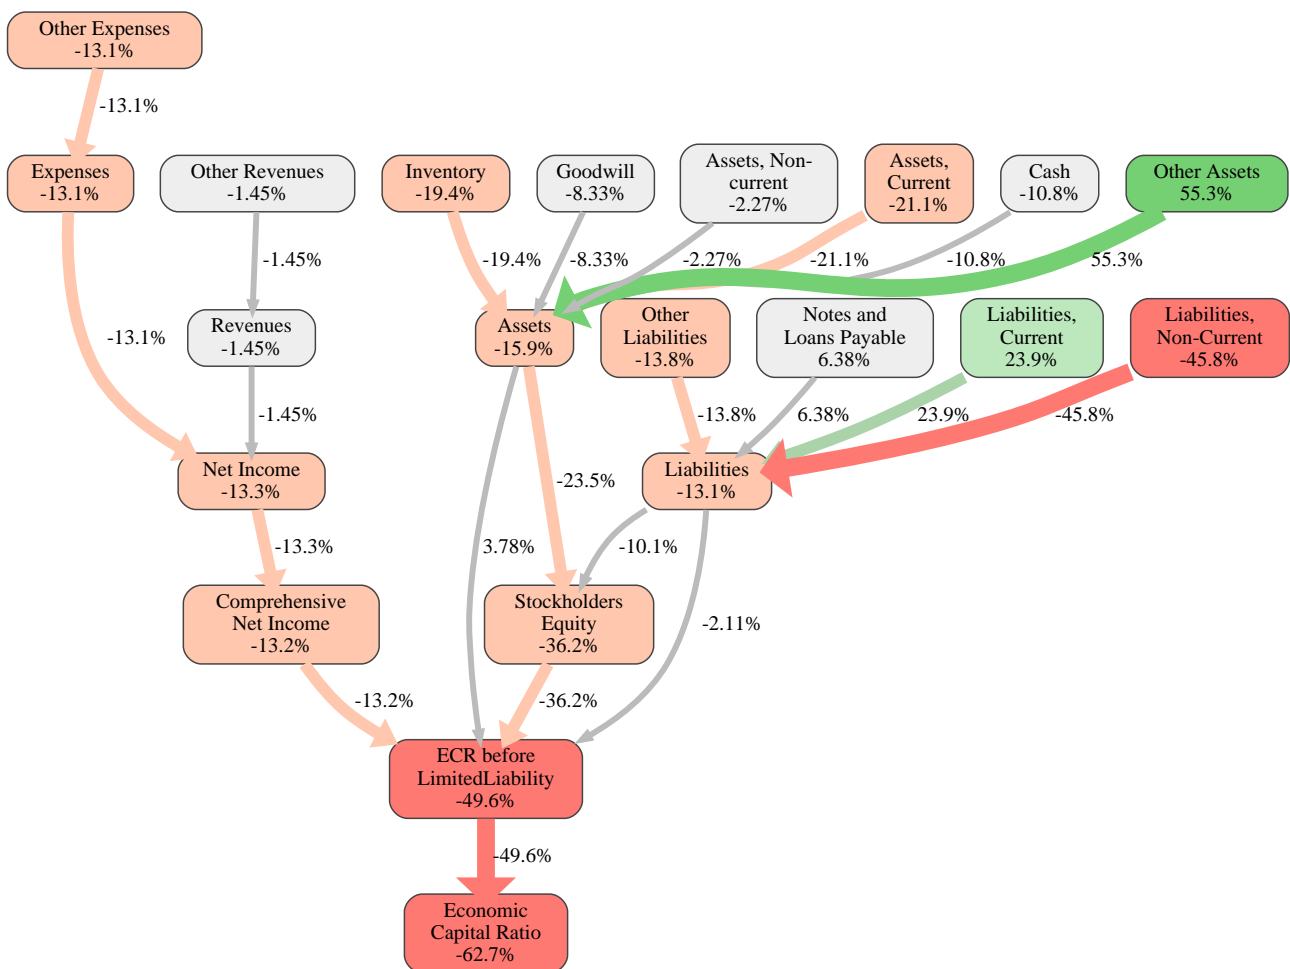 Other Expenses
-13.1%
-13.1%
Expenses
-13.1%
Other Revenues
-1.45%
Inventory
-19.4%
Goodwill
-8.33%
Assets, Non-
current
-2.27%
Assets,
Current
-21.1%
Cash
-10.8%
Other Assets
55.3%
-1.45%
-19.4%
-8.33%
-2.27%
-21.1%
-10.8%
55.3%
-13.1%
Revenues
-1.45%
Assets
-15.9%
Other
Liabilities
-13.8%
Notes and
Loans Payable
6.38%
Liabilities,
Current
23.9%
Liabilities,
Non-Current
-45.8%
-1.45%
-13.8%
6.38%
23.9%
-45.8%
Net Income
-13.3%
-23.5%
Liabilities
-13.1%
-13.3%
3.78%
-10.1%
Comprehensive
Net Income
-13.2%
Stockholders
Equity
-36.2%
-2.11%
-13.2%
-36.2%
ECR before
LimitedLiability
-49.6%
-49.6%
Economic
Capital Ratio
-62.7%